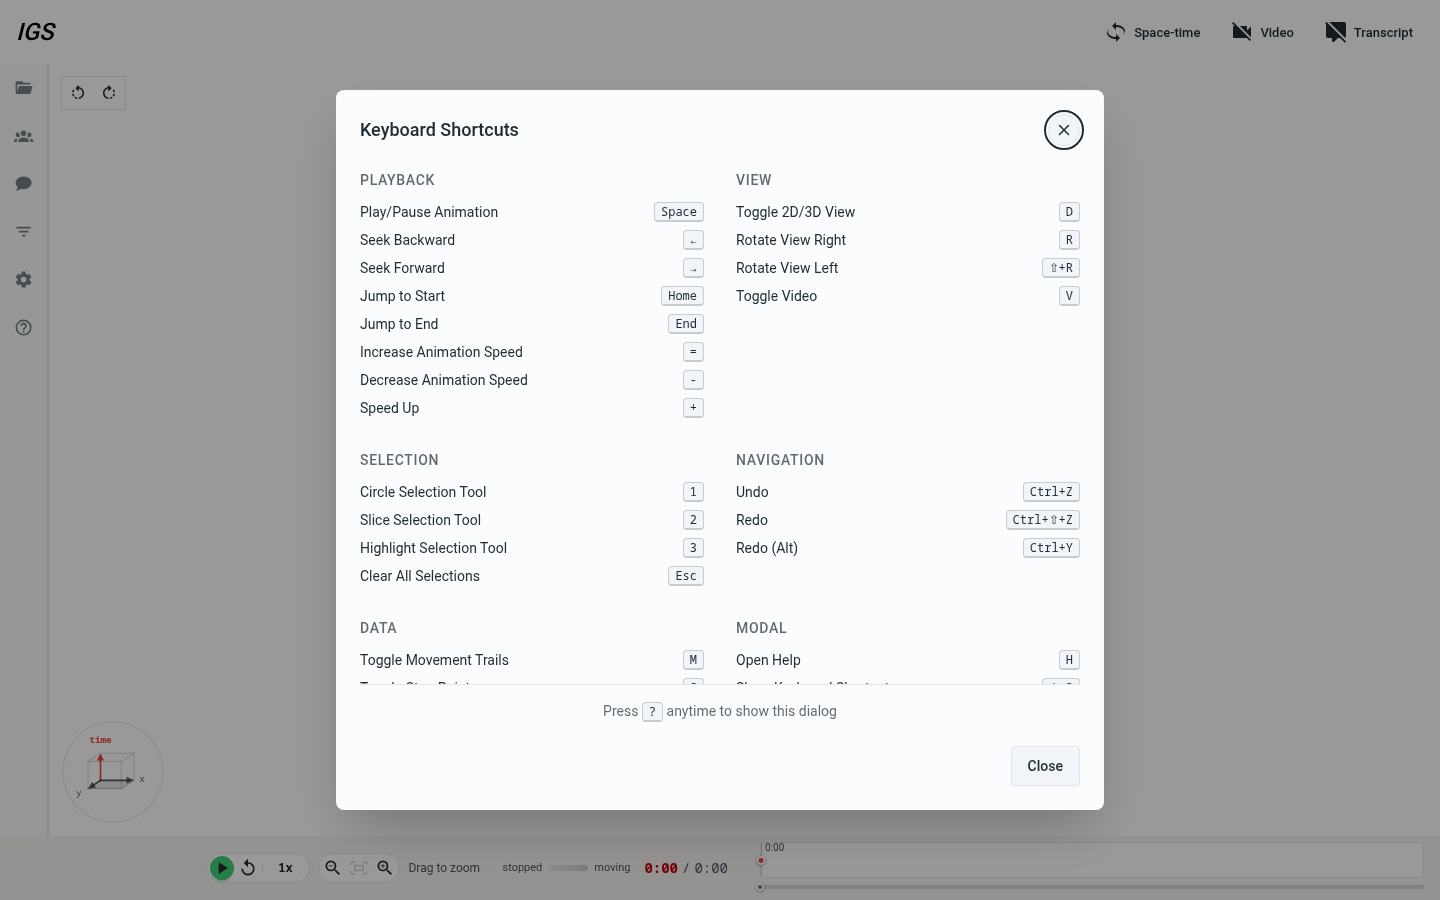 IGS
Space-time
Video
Transcript
Keyboard Shortcuts
PLAYBACK
Play/Pause Animation Space
Seek Backward ←
Seek Forward →
Jump to Start Home
Jump to End End
Increase Animation Speed =
Decrease Animation Speed -
Speed Up +
VIEW
Toggle 2D/3D View D
Rotate View Right R
Rotate View Left ⇧+R
Toggle Video V
SELECTION
Circle Selection Tool 1
Slice Selection Tool 2
Highlight Selection Tool 3
Clear All Selections Esc
NAVIGATION
Undo Ctrl+Z
Redo Ctrl+⇧+Z
Redo (Alt) Ctrl+Y
DATA
Toggle Movement Trails M
MODAL
Open Help H
Press ? anytime to show this dialog
Close
time
x
y
1x
Drag to zoom
stopped
moving
0:00 / 0:00
0:00